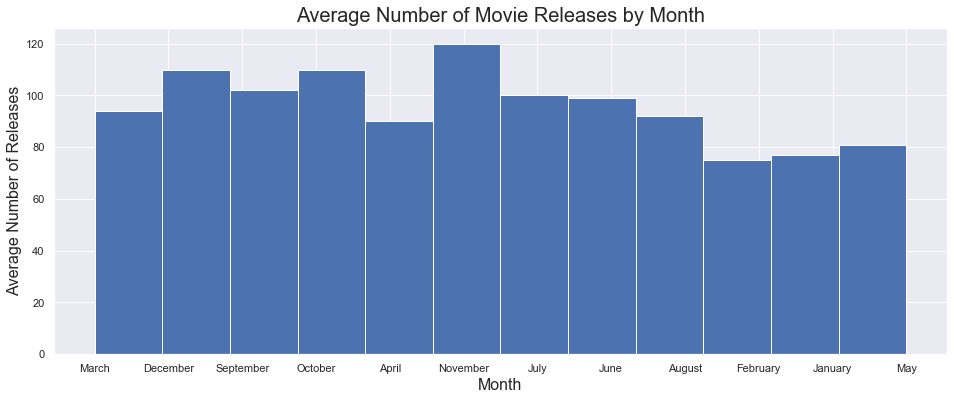 Average Number of Movie Releases by Month
Average Number of Releases
120
100
80
60
40
20
0
March December September October April November July June August February January May
Month